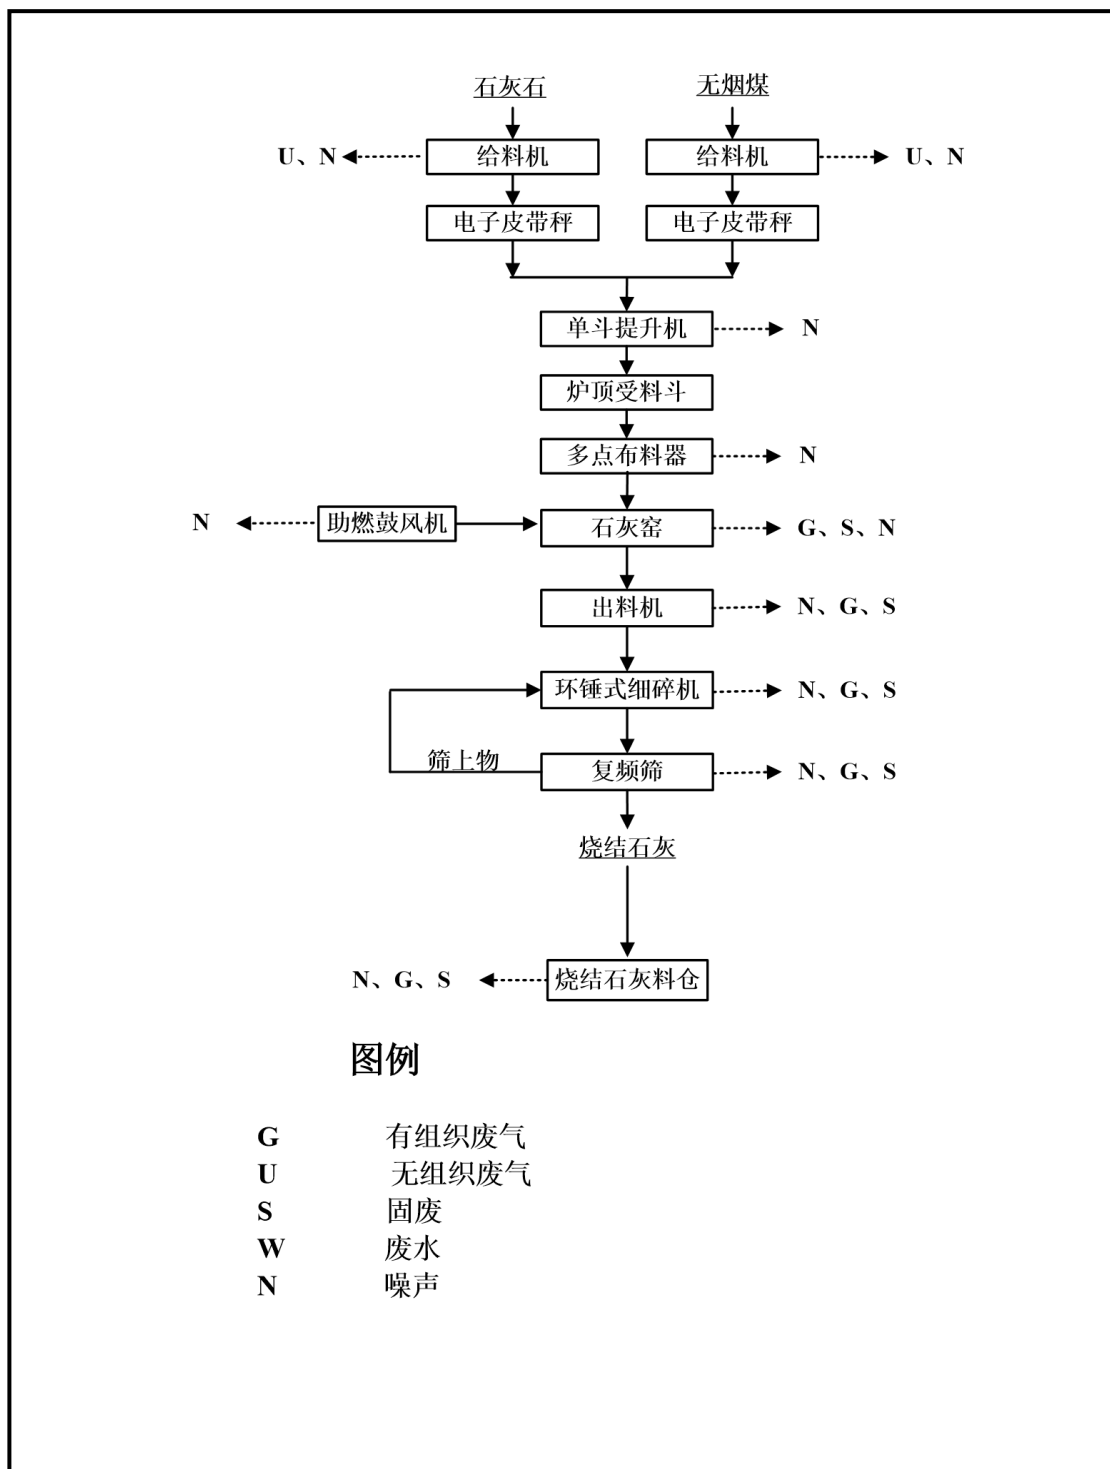 石灰石 无烟煤
U、N 给料机 给料机 U、N
电子皮带秤 电子皮带秤
单斗提升机 N
炉顶受料斗
多点布料器 N
N 助燃鼓风机 石灰窑 G、S、N
出料机 N、G、S
环锤式细碎机 N、G、S
筛上物 复频筛 N、G、S
烧结石灰
N、G、S 烧结石灰料仓
图例
G 有组织废气
U 无组织废气
S 固废
W 废水
N 噪声